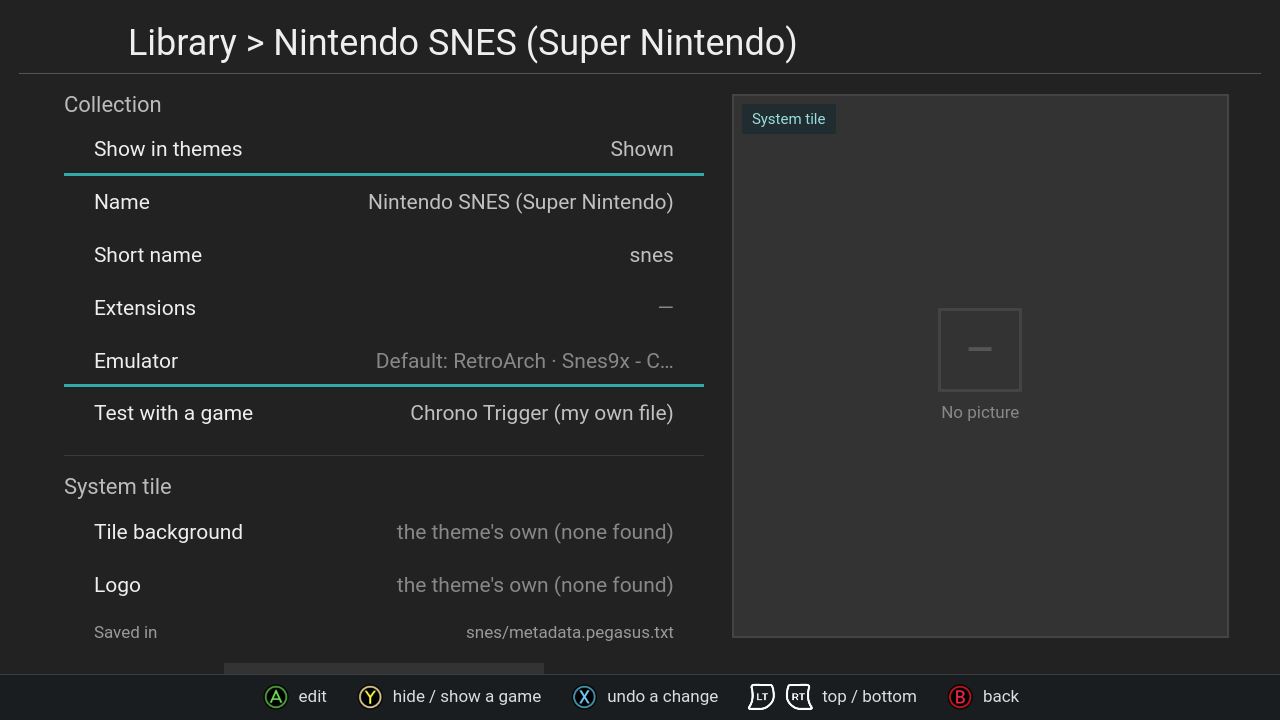 Library > Nintendo SNES (Super Nintendo)
Collection
Show in themes Shown
Name Nintendo SNES (Super Nintendo)
Short name snes
Extensions —
Emulator Default: RetroArch · Snes9x - C…
Test with a game Chrono Trigger (my own file)
System tile
Tile background the theme's own (none found)
Logo the theme's own (none found)
Saved in snes/metadata.pegasus.txt
System tile
—
No picture
A edit Y hide / show a game X undo a change LT RT top / bottom B back